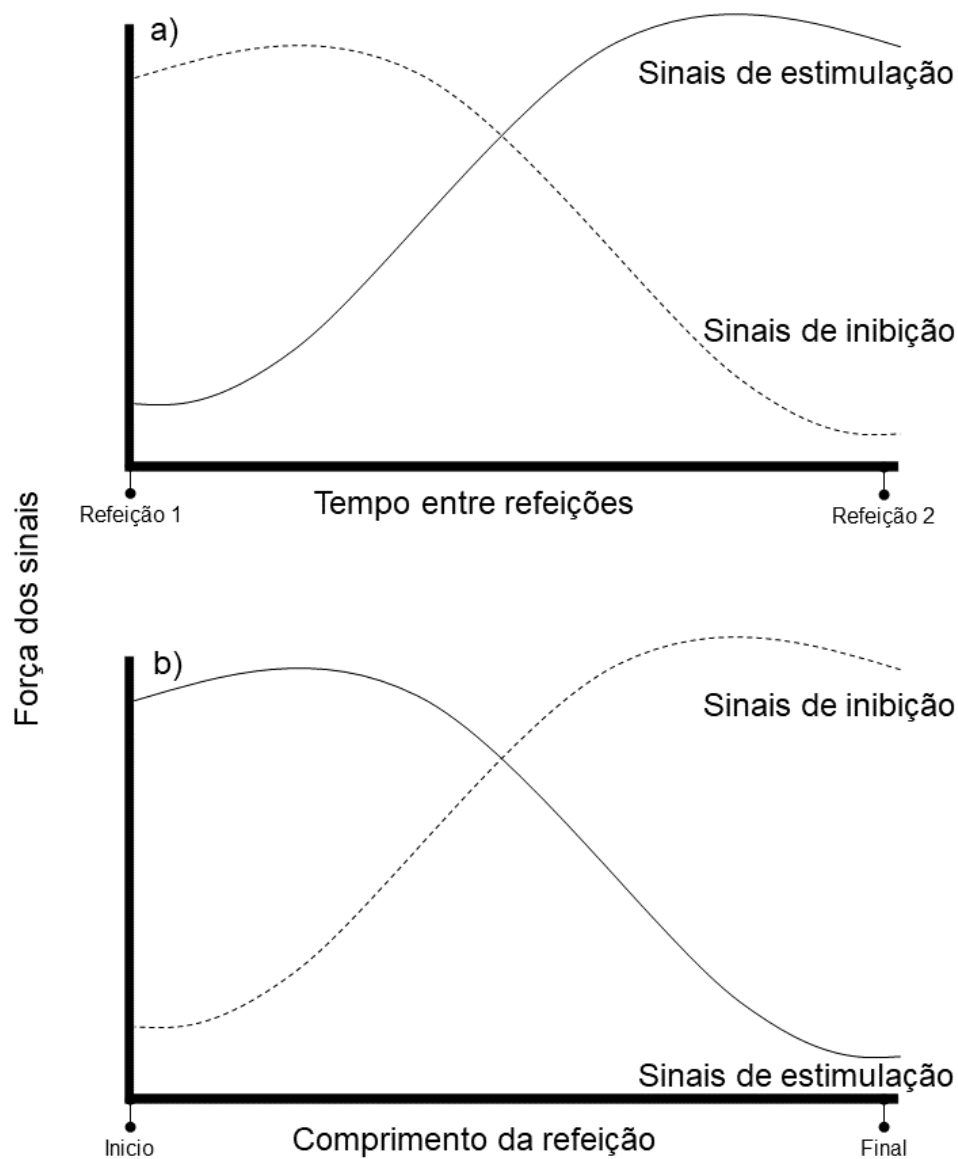 a)
Sinais de estimulação
Sinais de inibição
Refeição 1
Tempo entre refeições
Refeição 2
Força dos sinais
b)
Sinais de inibição
Sinais de estimulação
Inicio
Comprimento da refeição
Final